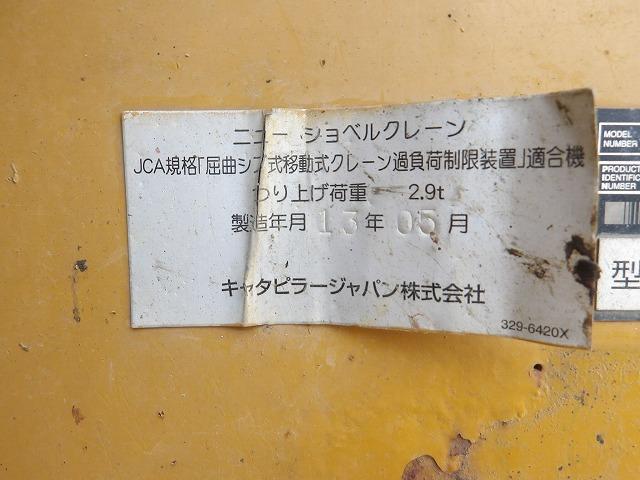 ニュー ショベルクレーン
JCA規格「屈曲ジブ式移動式クレーン過負荷制限装置」適合機
つり上げ荷重 2.9t
製造年月 13年 05月
キャタピラージャパン株式会社
329-6420X
MODEL
NUMBER
PRODUCT
IDENTIFIC
NUMBER
型